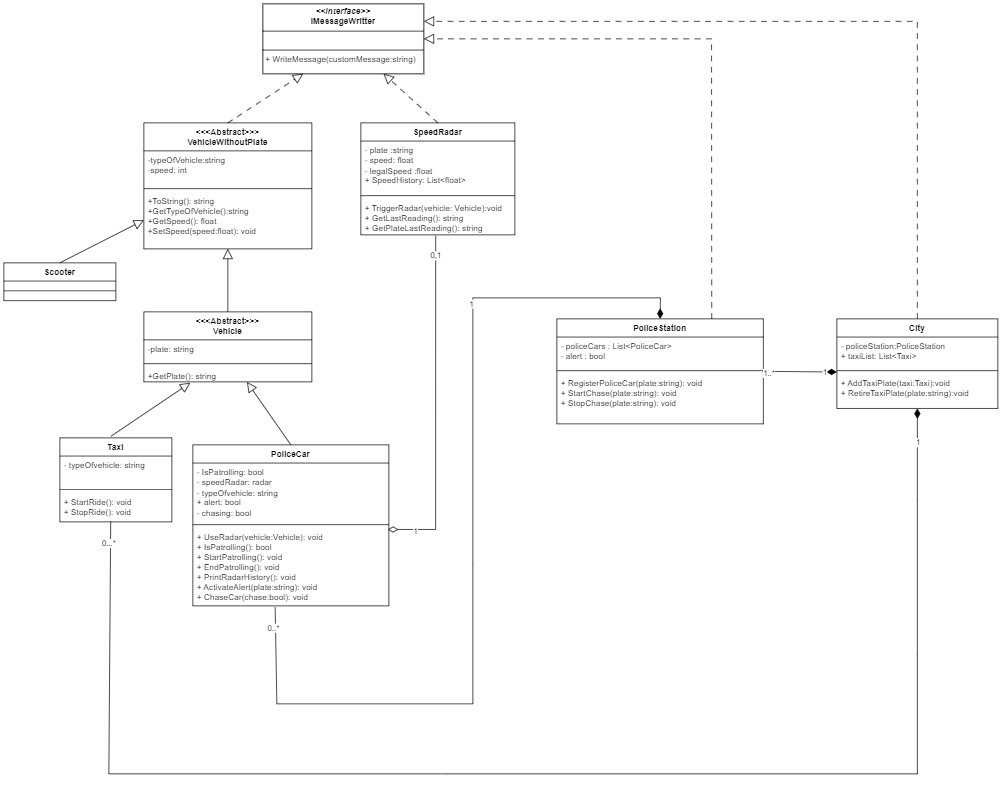 <<Interface>>
IMessageWritter
+ WriteMessage(customMessage:string)
<<<Abstract>>>
VehicleWithoutPlate
-typeOfVehicle:string
-speed: int
+ToString(): string
+GetTypeOfVehicle():string
+GetSpeed(): float
+SetSpeed(speed:float): void
SpeedRadar
- plate :string
- speed: float
- legalSpeed :float
+ SpeedHistory: List<float>
+ TriggerRadar(vehicle: Vehicle):void
+ GetLastReading(): string
+ GetPlateLastReading(): string
0,1
Scooter
<<<Abstract>>>
Vehicle
-plate: string
+GetPlate(): string
1
PoliceStation
- policeCars : List<PoliceCar>
- alert : bool
+ RegisterPoliceCar(plate:string): void
+ StartChase(plate:string): void
+ StopChase(plate:string): void
1..*
1
City
- policeStation:PoliceStation
+ taxiList: List<Taxi>
+ AddTaxiPlate(taxi:Taxi):void
+ RetireTaxiPlate(plate:string):void
1
Taxi
- typeOfvehicle: string
+ StartRide(): void
+ StopRide(): void
0...*
PoliceCar
- IsPatrolling: bool
- speedRadar: radar
- typeOfvehicle: string
+ alert: bool
- chasing: bool
+ UseRadar(vehicle:Vehicle): void
+ IsPatrolling(): bool
+ StartPatrolling(): void
+ EndPatrolling(): void
+ PrintRadarHistory(): void
+ ActivateAlert(plate:string): void
+ ChaseCar(chase:bool): void
1
0..*